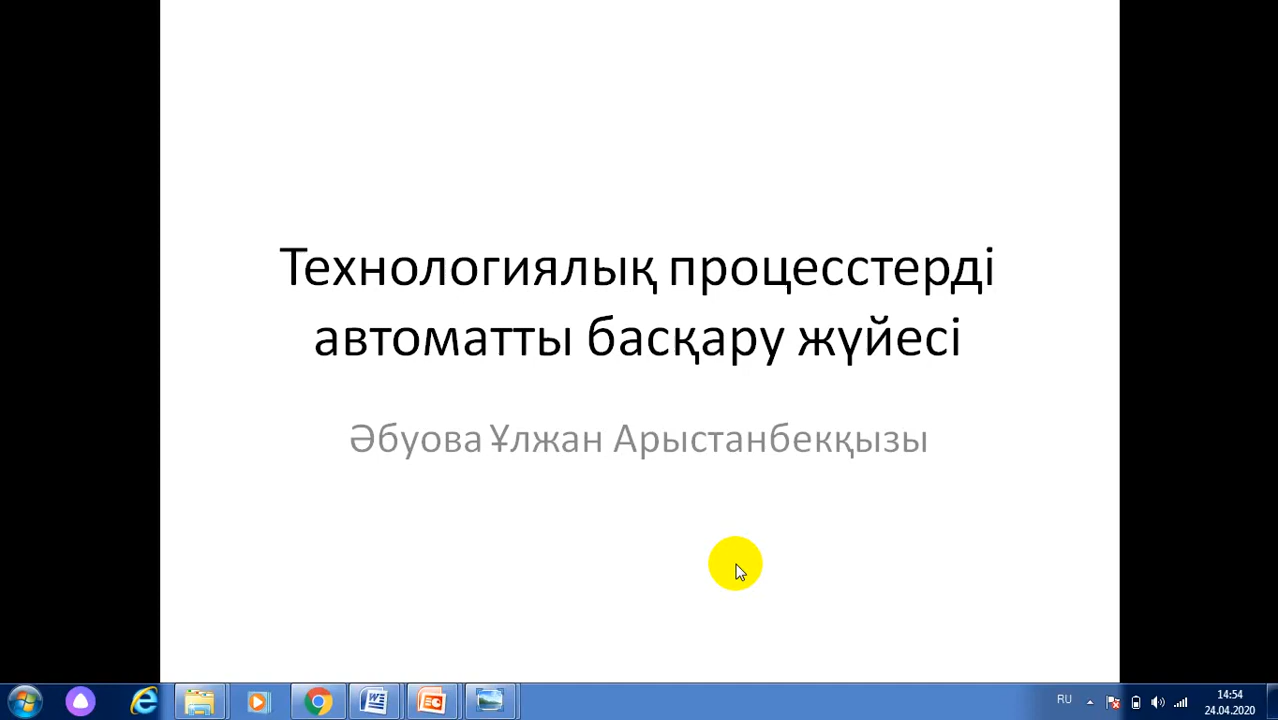 Технологиялық процесстерді
автоматты басқару жүйесі
Әбуова Ұлжан Арыстанбекқызы
RU
14:54
24.04.2020